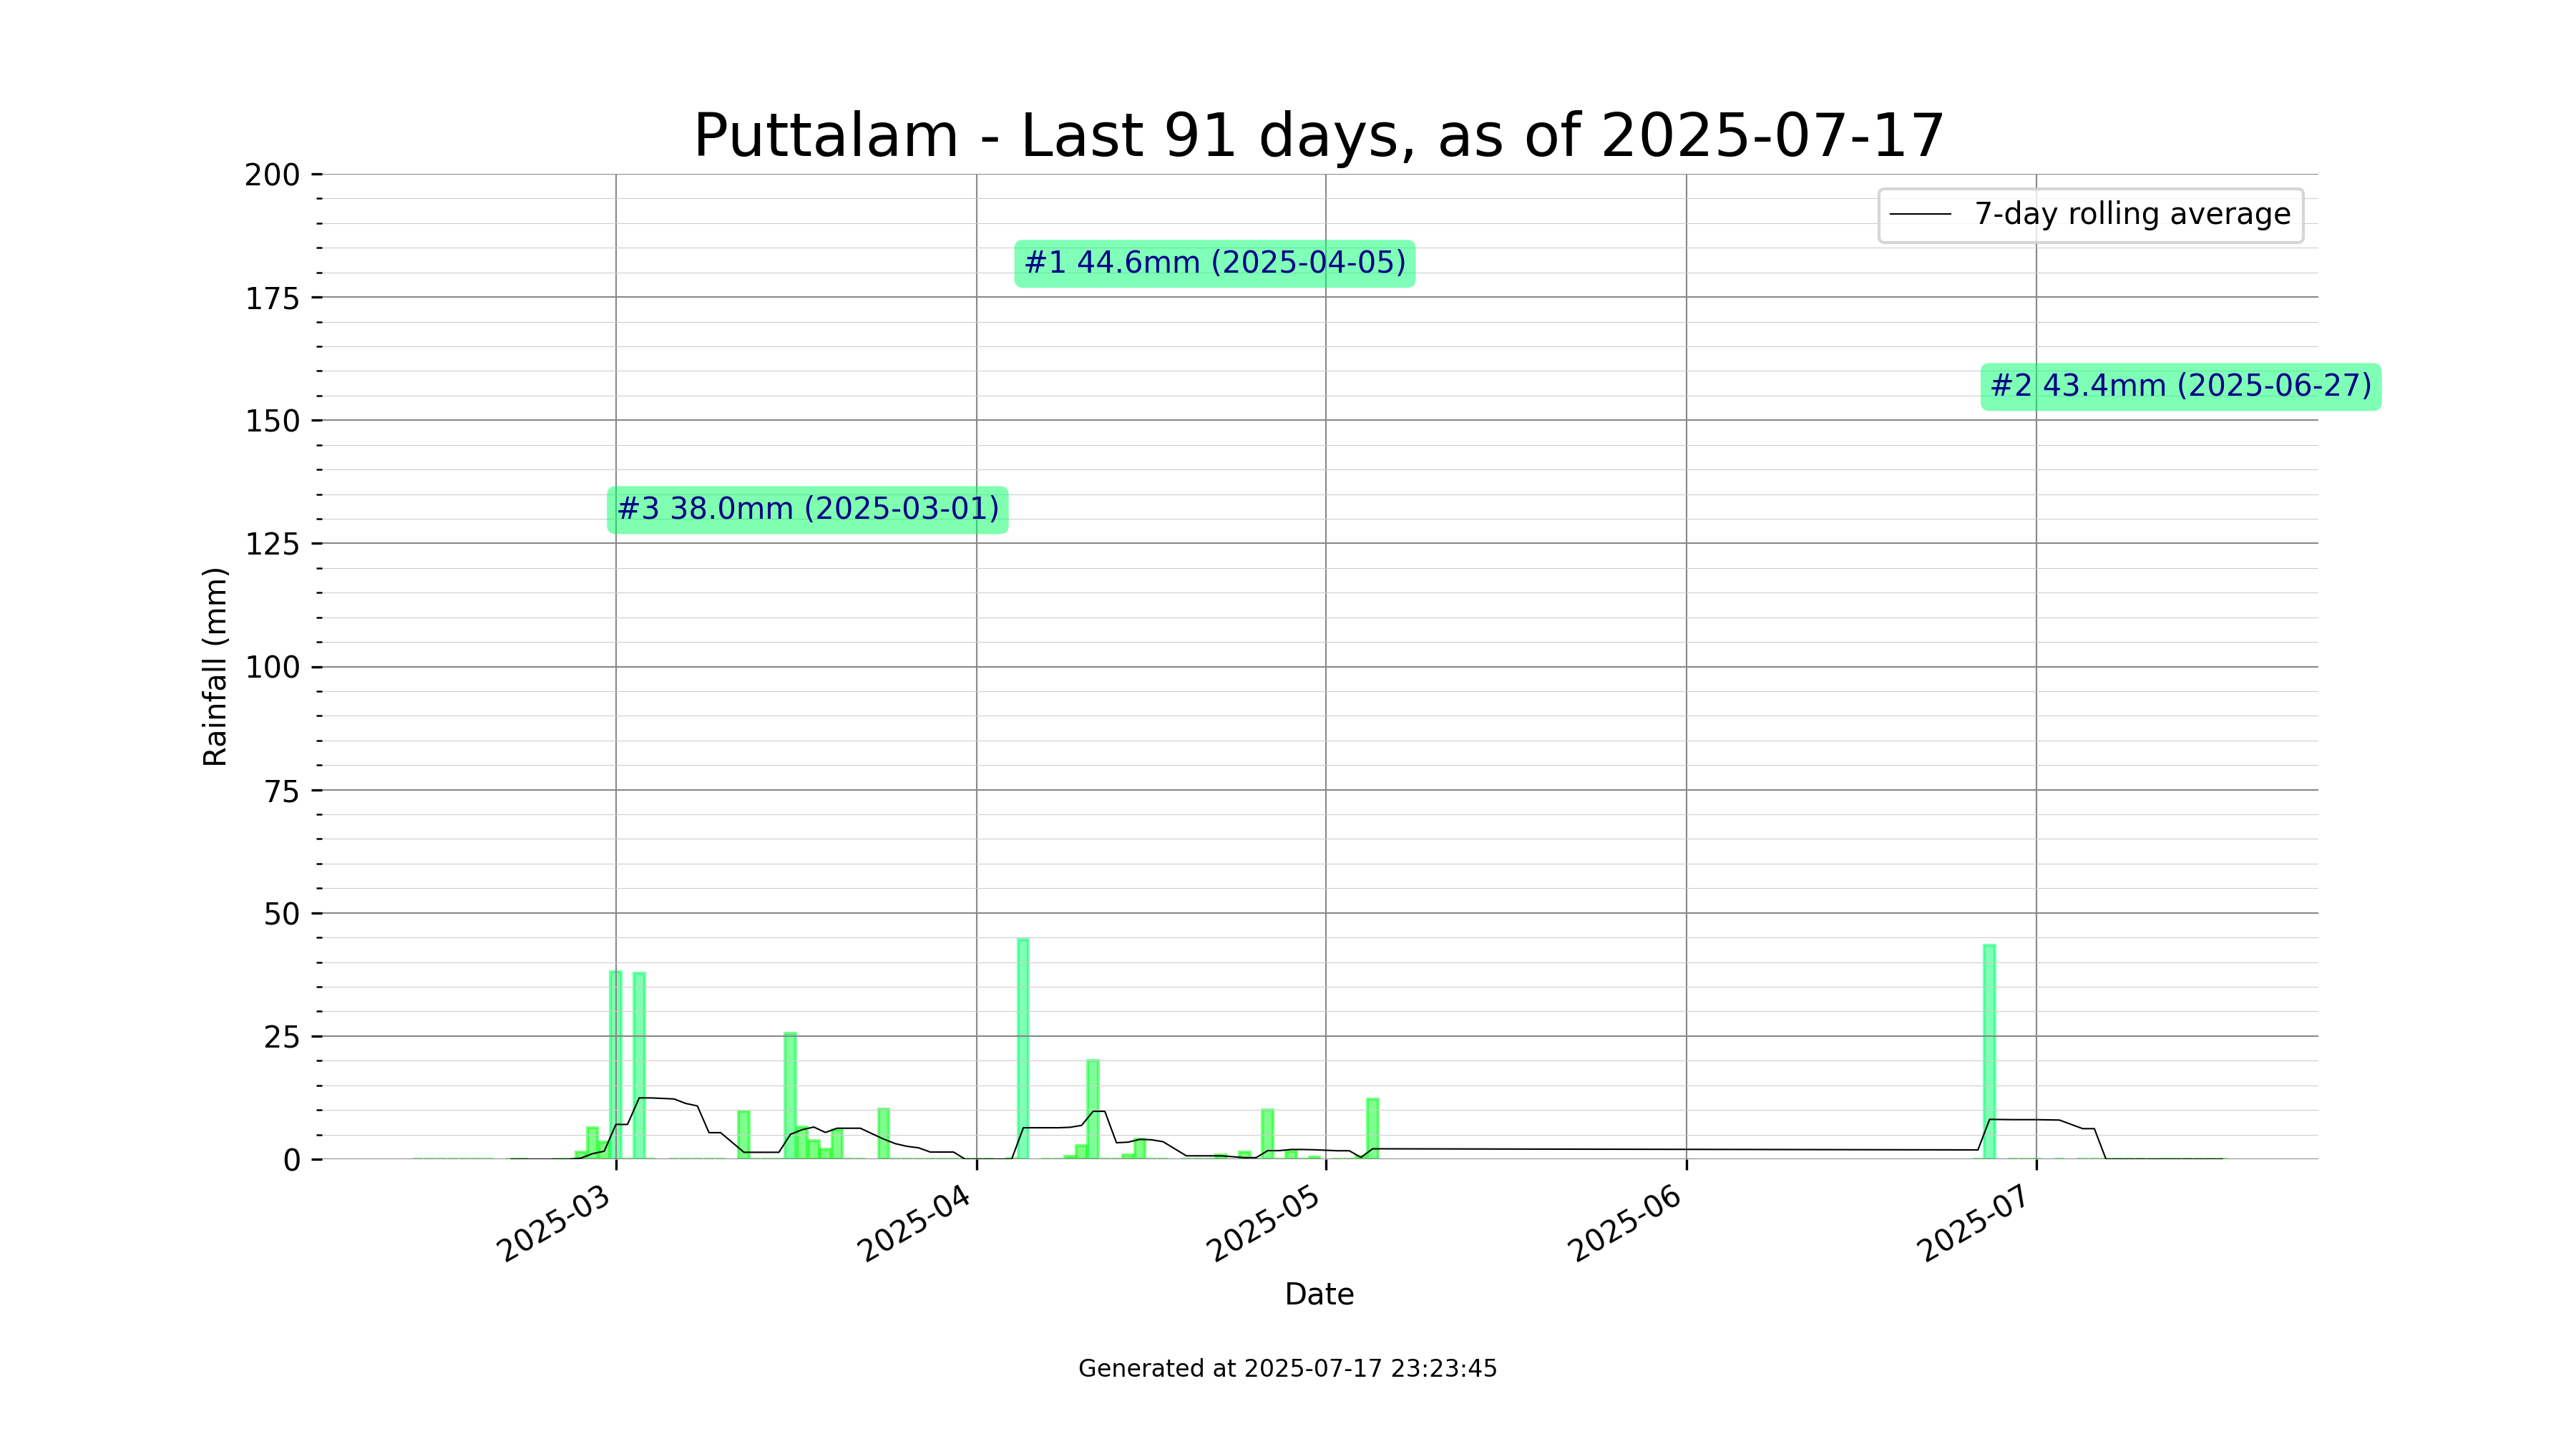 Puttalam - Last 91 days, as of 2025-07-17
200
175
150
125
100
75
50
25
0
Rainfall (mm)
7-day rolling average
#1 44.6mm (2025-04-05)
#2 43.4mm (2025-06-27)
#3 38.0mm (2025-03-01)
2025-03
2025-04
2025-05
2025-06
2025-07
Date
Generated at 2025-07-17 23:23:45